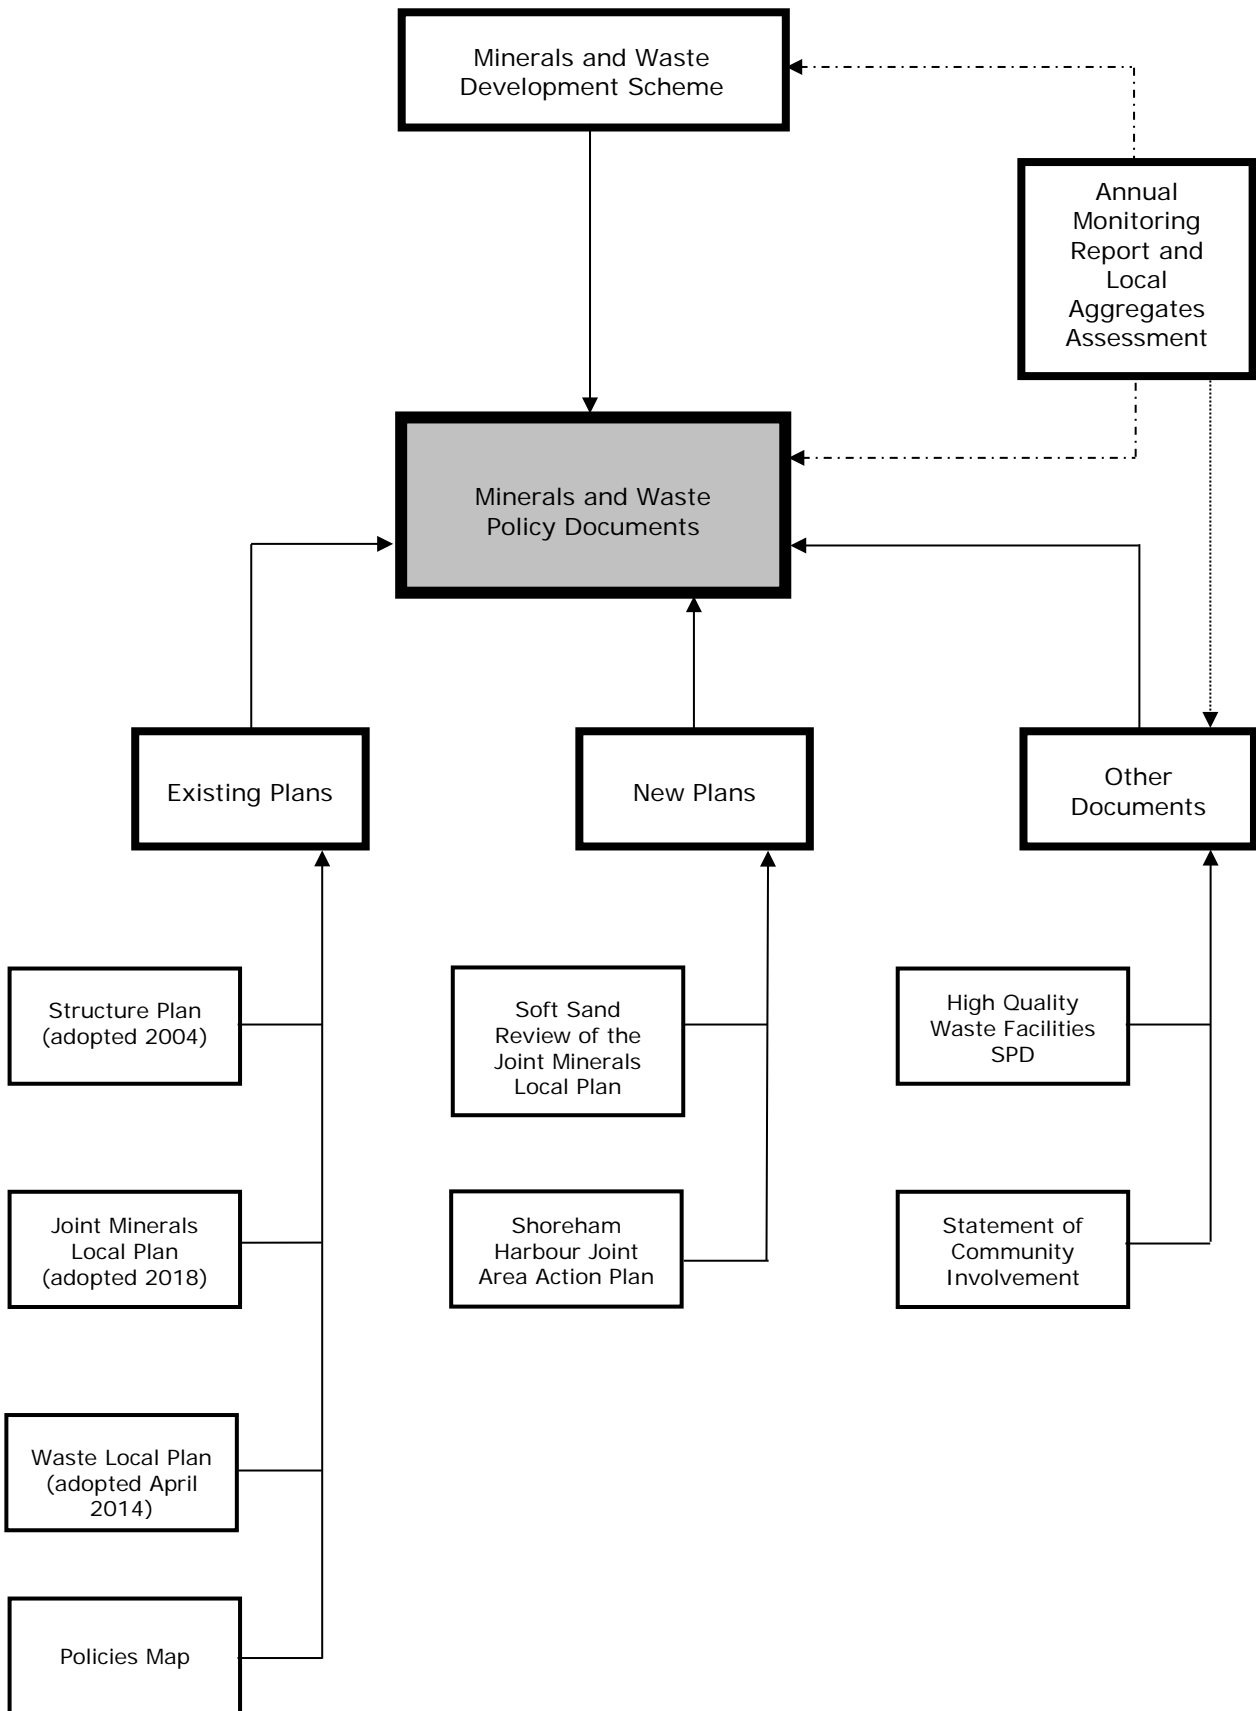 Minerals and Waste
Development Scheme
Annual
Monitoring
Report and
Local
Aggregates
Assessment
Minerals and Waste
Policy Documents
Existing Plans
New Plans
Other
Documents
Structure Plan
(adopted 2004)
Soft Sand
Review of the
Joint Minerals
Local Plan
High Quality
Waste Facilities
SPD
Joint Minerals
Local Plan
(adopted 2018)
Shoreham
Harbour Joint
Area Action Plan
Statement of
Community
Involvement
Waste Local Plan
(adopted April
2014)
Policies Map